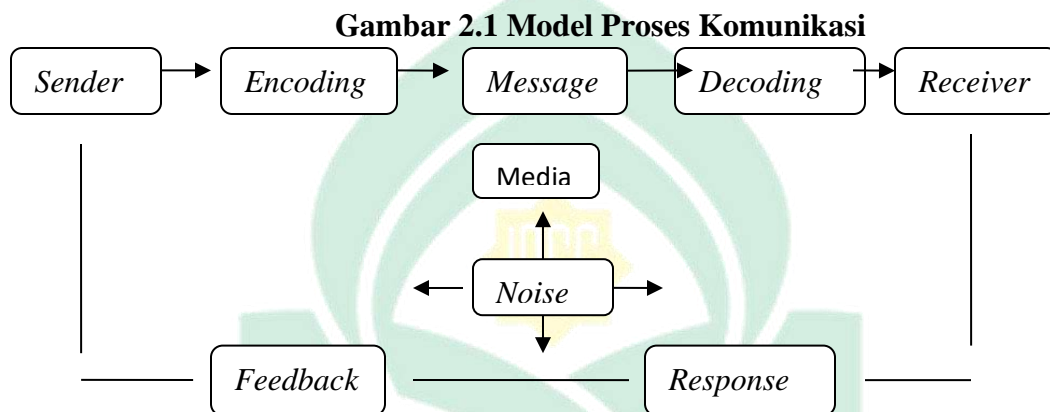 Gambar 2.1 Model Proses Komunikasi
Sender Encoding Message Decoding Receiver
Media
Noise
Feedback Response